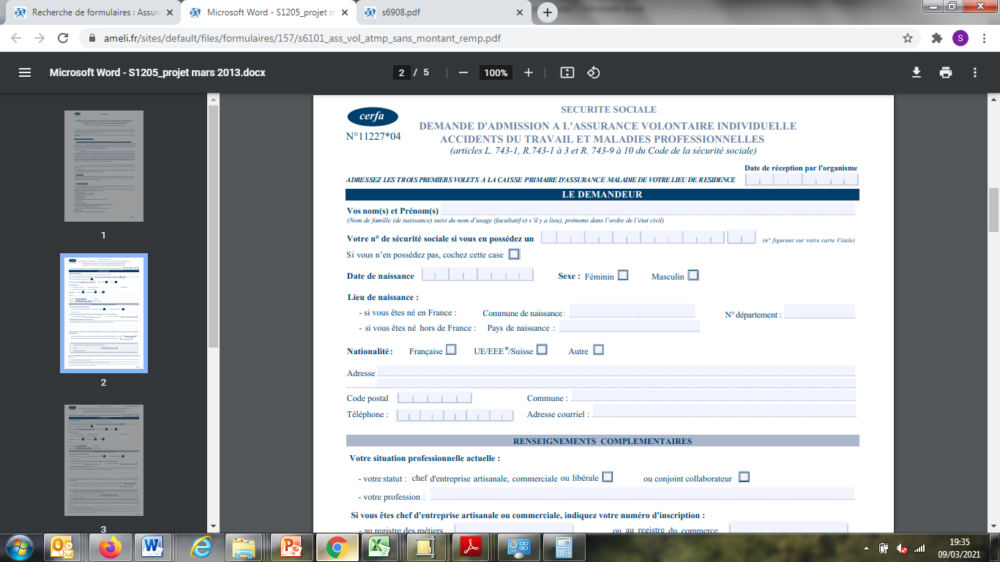 Recherche de formulaires : Assur
Microsoft Word - S1205_projet m
s6908.pdf
ameli.fr/sites/default/files/formulaires/157/s6101_ass_vol_atmp_sans_montant_remp.pdf
S
Microsoft Word - S1205_projet mars 2013.docx
2 / 5
100%
1
2
3
cerfa
N°11227*04
SECURITE SOCIALE
DEMANDE D'ADMISSION A L'ASSURANCE VOLONTAIRE INDIVIDUELLE
ACCIDENTS DU TRAVAIL ET MALADIES PROFESSIONNELLES
(articles L. 743-1, R.743-1 à 3 et R. 743-9 à 10 du Code de la sécurité sociale)
Date de réception par l'organisme
ADRESSEZ LES TROIS PREMIERS VOLETS A LA CAISSE PRIMAIRE D'ASSURANCE MALADIE DE VOTRE LIEU DE RESIDENCE
LE DEMANDEUR
Vos nom(s) et Prénom(s)
(Nom de famille (de naissance) suivi du nom d'usage (facultatif et s'il y a lieu), prénoms dans l'ordre de l'état civil)
Votre n° de sécurité sociale si vous en possédez un
(n° figurant sur votre carte Vitale)
Si vous n'en possédez pas, cochez cette case
Date de naissance Sexe : Féminin Masculin
Lieu de naissance :
- si vous êtes né en France : Commune de naissance : N° département :
- si vous êtes né hors de France : Pays de naissance :
Nationalité : Française UE/EEE*/Suisse Autre
Adresse
Code postal Commune :
Téléphone : Adresse courriel :
RENSEIGNEMENTS COMPLEMENTAIRES
Votre situation professionnelle actuelle :
- votre statut : chef d'entreprise artisanale, commerciale ou libérale ou conjoint collaborateur
- votre profession :
Si vous êtes chef d'entreprise artisanale ou commerciale, indiquez votre numéro d'inscription :
- au registre des métiers ou au registre du commerce
19:35
09/03/2021